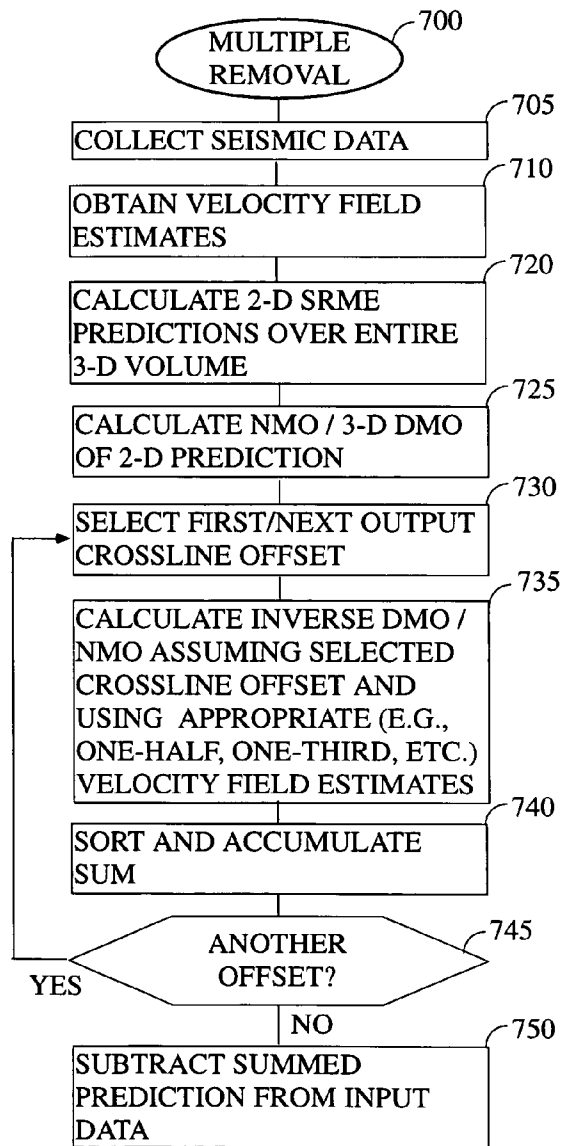 700
MULTIPLE
REMOVAL
705
COLLECT SEISMIC DATA
710
OBTAIN VELOCITY FIELD
ESTIMATES
720
CALCULATE 2-D SRME
PREDICTIONS OVER ENTIRE
3-D VOLUME
725
CALCULATE NMO / 3-D DMO
OF 2-D PREDICTION
730
SELECT FIRST/NEXT OUTPUT
CROSSLINE OFFSET
735
CALCULATE INVERSE DMO /
NMO ASSUMING SELECTED
CROSSLINE OFFSET AND
USING APPROPRIATE (E.G.,
ONE-HALF, ONE-THIRD, ETC.)
VELOCITY FIELD ESTIMATES
740
SORT AND ACCUMULATE
SUM
745
ANOTHER
OFFSET?
YES
NO
750
SUBTRACT SUMMED
PREDICTION FROM INPUT
DATA